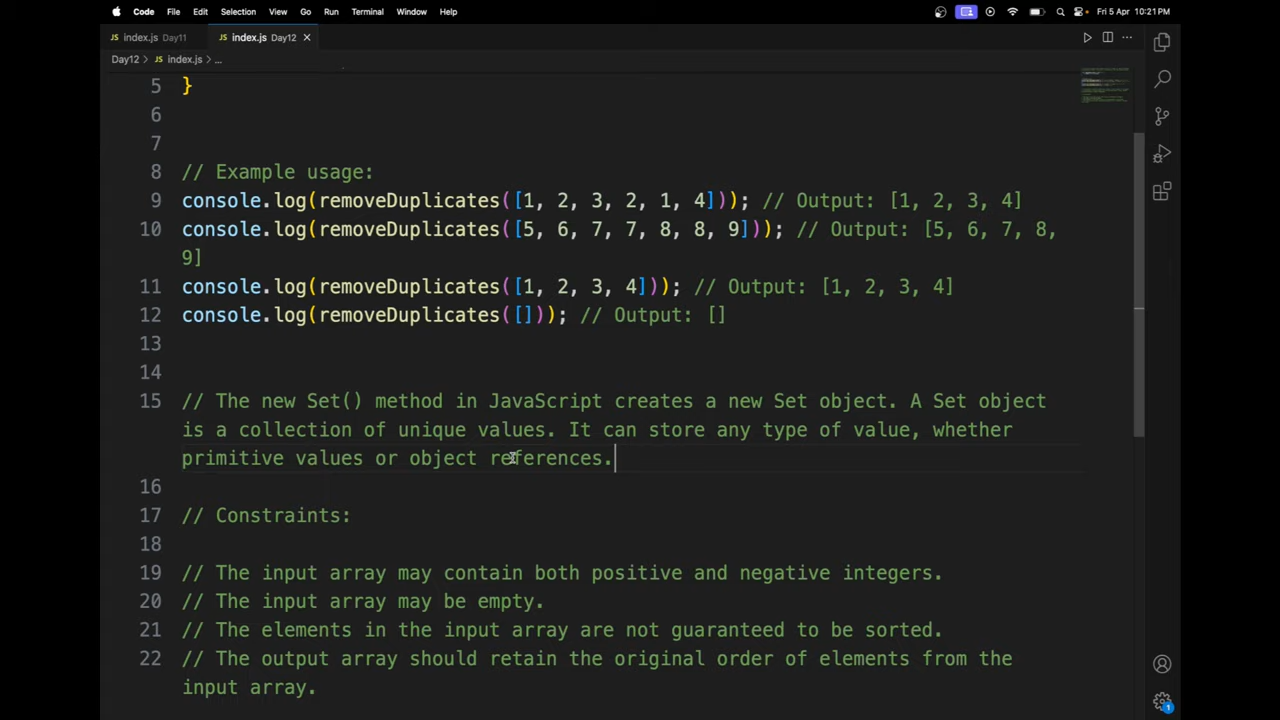 Code File Edit Selection View Go Run Terminal Window Help Fri 5 Apr 10:21PM
JS index.js Day11 JS index.js Day12 ×
Day12 > JS index.js > ...
5 }
6
7
8 // Example usage:
9 console.log(removeDuplicates([1, 2, 3, 2, 1, 4])); // Output: [1, 2, 3, 4]
10 console.log(removeDuplicates([5, 6, 7, 7, 8, 8, 9])); // Output: [5, 6, 7, 8,
9]
11 console.log(removeDuplicates([1, 2, 3, 4])); // Output: [1, 2, 3, 4]
12 console.log(removeDuplicates([])); // Output: []
13
14
15 // The new Set() method in JavaScript creates a new Set object. A Set object
is a collection of unique values. It can store any type of value, whether
primitive values or object references.
16
17 // Constraints:
18
19 // The input array may contain both positive and negative integers.
20 // The input array may be empty.
21 // The elements in the input array are not guaranteed to be sorted.
22 // The output array should retain the original order of elements from the
input array.
1